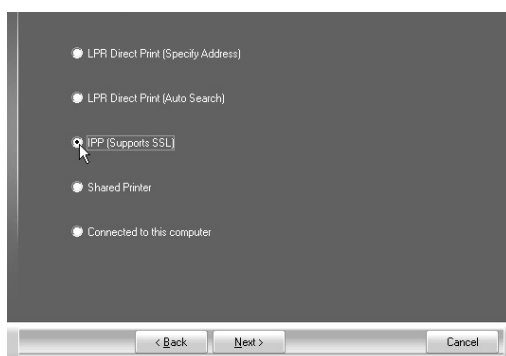 LPR Direct Print (Specify Address)
LPR Direct Print (Auto Search)
IPP (Supports SSL)
Shared Printer
Connected to this computer
< Back Next > Cancel